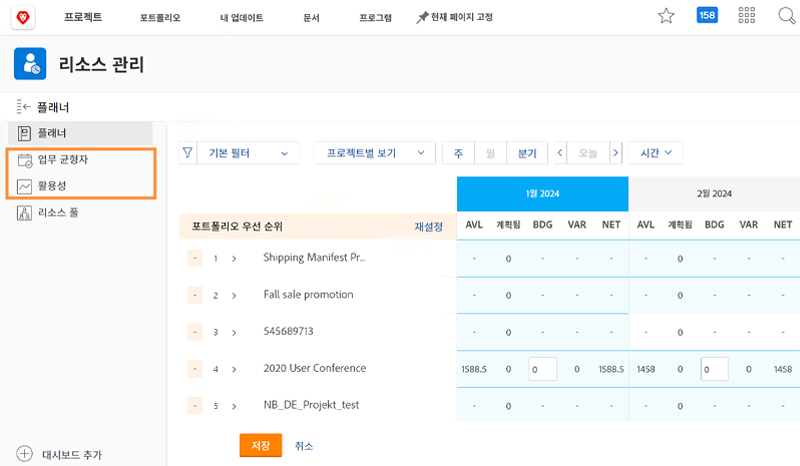 프로젝트 포트폴리오 내 업데이트 문서 프로그램 현재 페이지 고정 158
리소스 관리
플래너
플래너
업무 균형자
활용성
리소스 풀
기본 필터 프로젝트별 보기 주 월 분기 오늘 시간
1월 2024 2월 2024
포트폴리오 우선 순위 재설정 AVL 계획됨 BDG VAR NET AVL 계획됨 BDG VAR NET
- 1 Shipping Manifest Pr... - 0 - - - - 0 - - -
- 2 Fall sale promotion - 0 - - - - 0 - - -
- 3 545689713 - 0 - - - - 0 - - -
- 4 2020 User Conference 1588.5 0 0 0 1588.5 1458 0 0 0 1458
- 5 NB_DE_Projekt_test - 0 - - - - 0 - - -
저장 취소
대시보드 추가